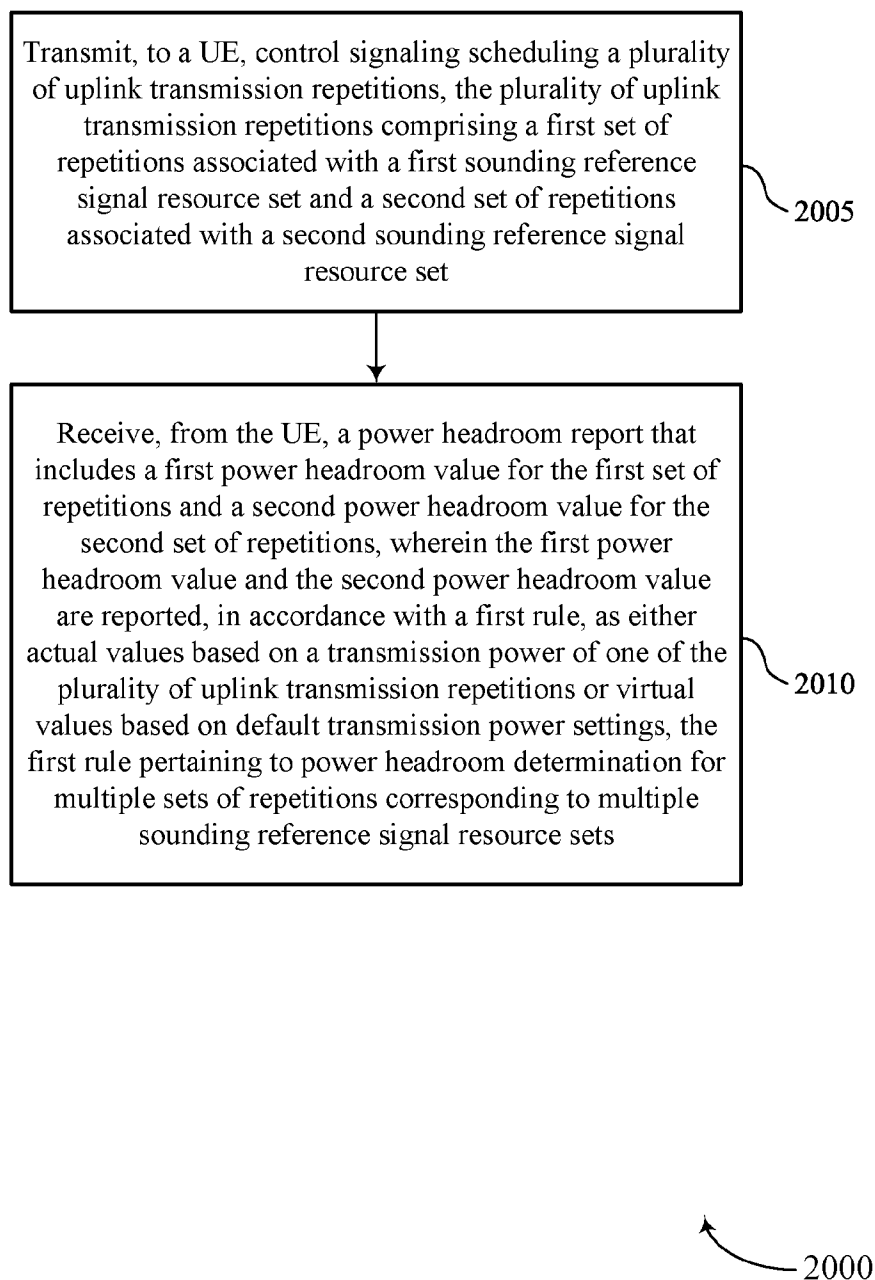 Transmit, to a UE, control signaling scheduling a plurality
of uplink transmission repetitions, the plurality of uplink
transmission repetitions comprising a first set of
repetitions associated with a first sounding reference
signal resource set and a second set of repetitions
associated with a second sounding reference signal
resource set
2005
Receive, from the UE, a power headroom report that
includes a first power headroom value for the first set of
repetitions and a second power headroom value for the
second set of repetitions, wherein the first power
headroom value and the second power headroom value
are reported, in accordance with a first rule, as either
actual values based on a transmission power of one of the
plurality of uplink transmission repetitions or virtual
values based on default transmission power settings, the
first rule pertaining to power headroom determination for
multiple sets of repetitions corresponding to multiple
sounding reference signal resource sets
2010
2000